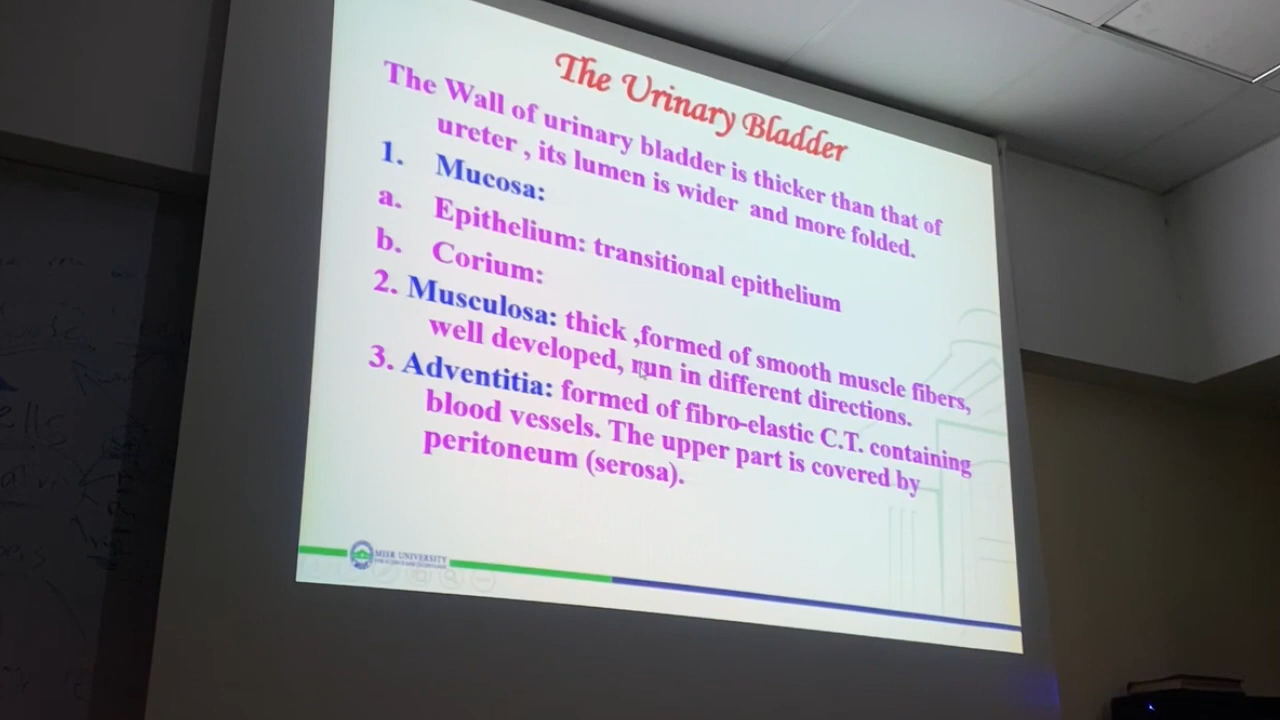 The Urinary Bladder
The Wall of urinary bladder is thicker than that of
ureter , its lumen is wider and more folded.
1. Mucosa:
a. Epithelium: transitional epithelium
b. Corium:
2. Musculosa: thick ,formed of smooth muscle fibers,
well developed, run in different directions.
3. Adventitia: formed of fibro-elastic C.T. containing
blood vessels. The upper part is covered by
peritoneum (serosa).
MISR UNIVERSITY